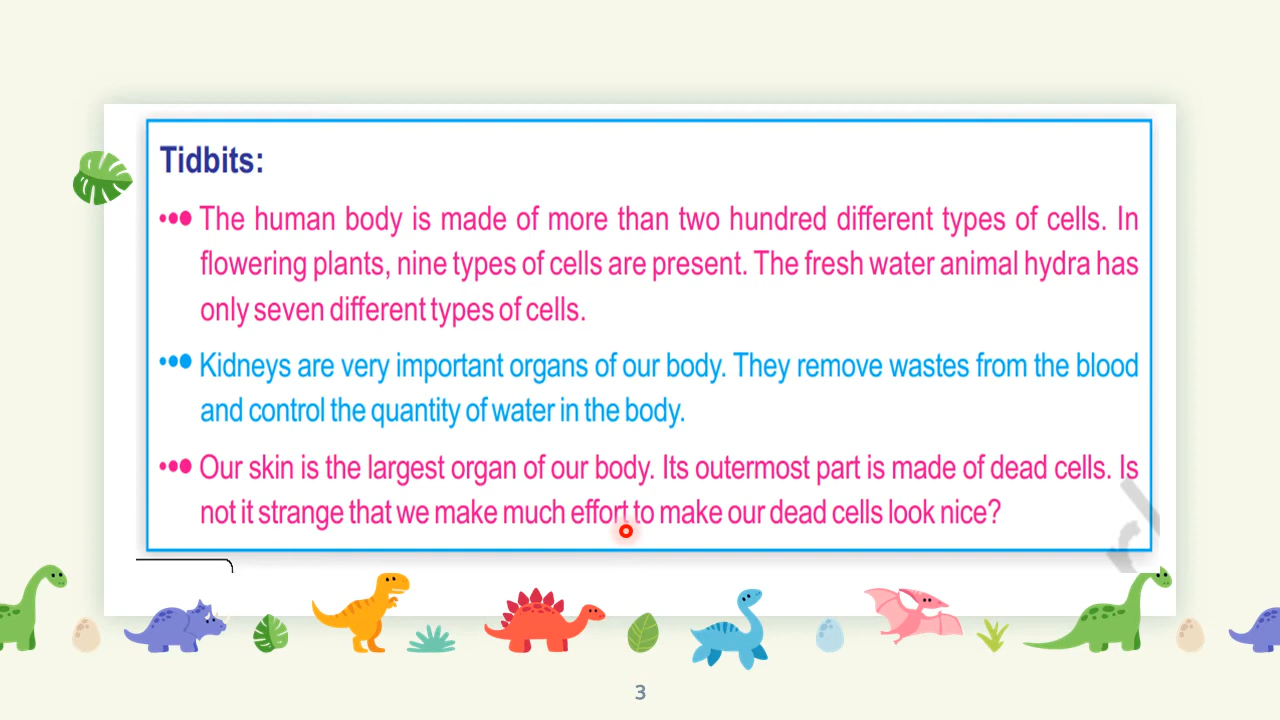 Tidbits:
The human body is made of more than two hundred different types of cells. In
flowering plants, nine types of cells are present. The fresh water animal hydra has
only seven different types of cells.
Kidneys are very important organs of our body. They remove wastes from the blood
and control the quantity of water in the body.
Our skin is the largest organ of our body. Its outermost part is made of dead cells. Is
not it strange that we make much effort to make our dead cells look nice?
3